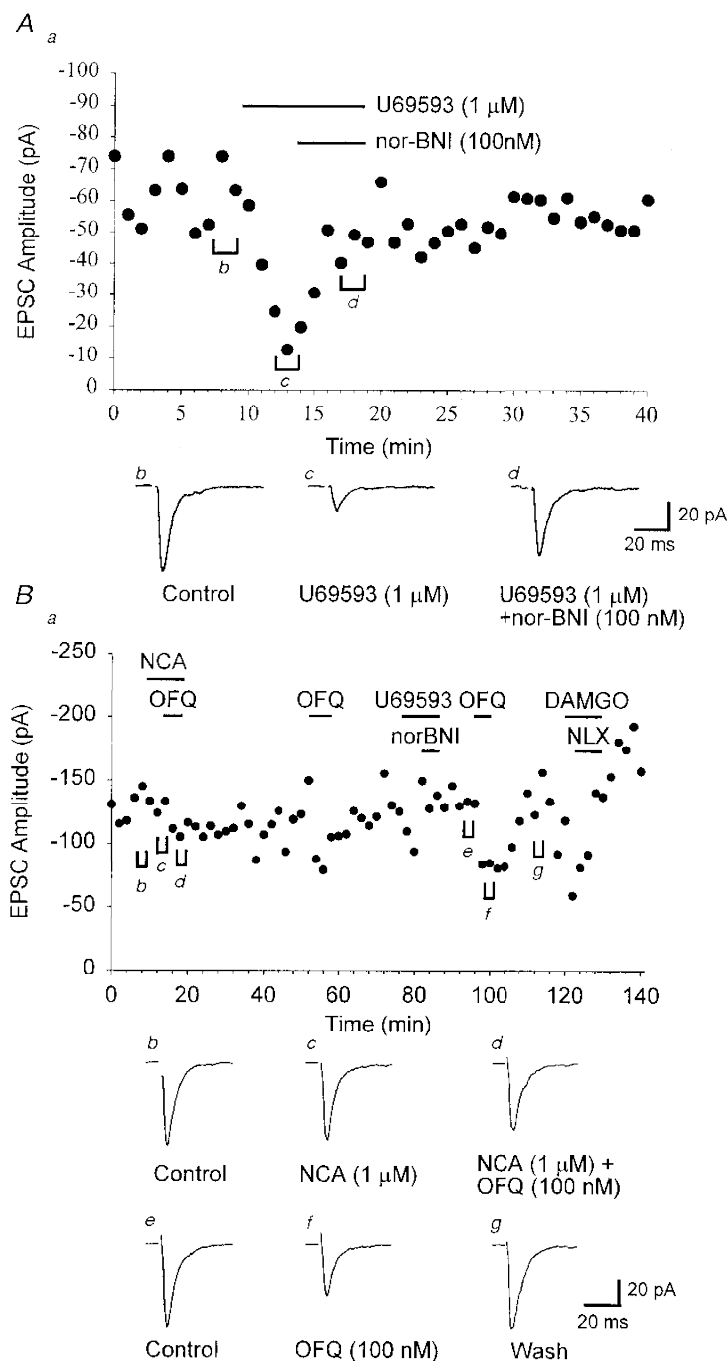 A
a
-100
-90
-80
-70
-60
-50
-40
-30
-20
-10
0
EPSC Amplitude (pA)
U69593 (1 µM)
nor-BNI (100nM)
b
c
d
0 5 10 15 20 25 30 35 40
Time (min)
b c d
20 pA
20 ms
Control U69593 (1 µM) U69593 (1 µM)
+nor-BNI (100 nM)
B
a
-250
-200
-150
-100
-50
0
EPSC Amplitude (pA)
NCA
OFQ OFQ U69593 OFQ DAMGO
norBNI NLX
b c d e f g
0 20 40 60 80 100 120 140
Time (min)
b c d
Control NCA (1 µM) NCA (1 µM) +
OFQ (100 nM)
e f g
20 pA
20 ms
Control OFQ (100 nM) Wash